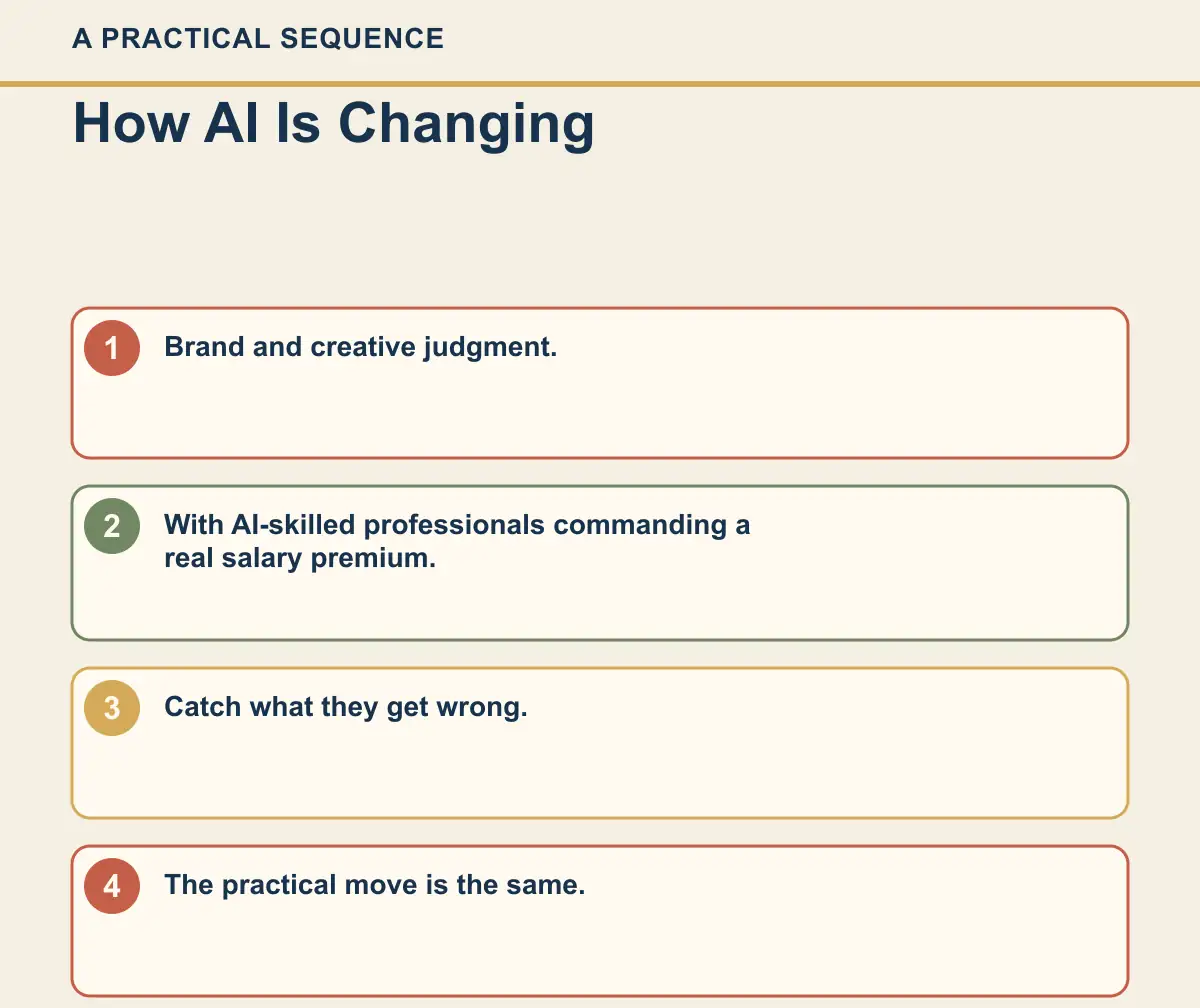 A PRACTICAL SEQUENCE
How AI Is Changing
1
Brand and creative judgment.
2
With AI-skilled professionals commanding a
real salary premium.
3
Catch what they get wrong.
4
The practical move is the same.